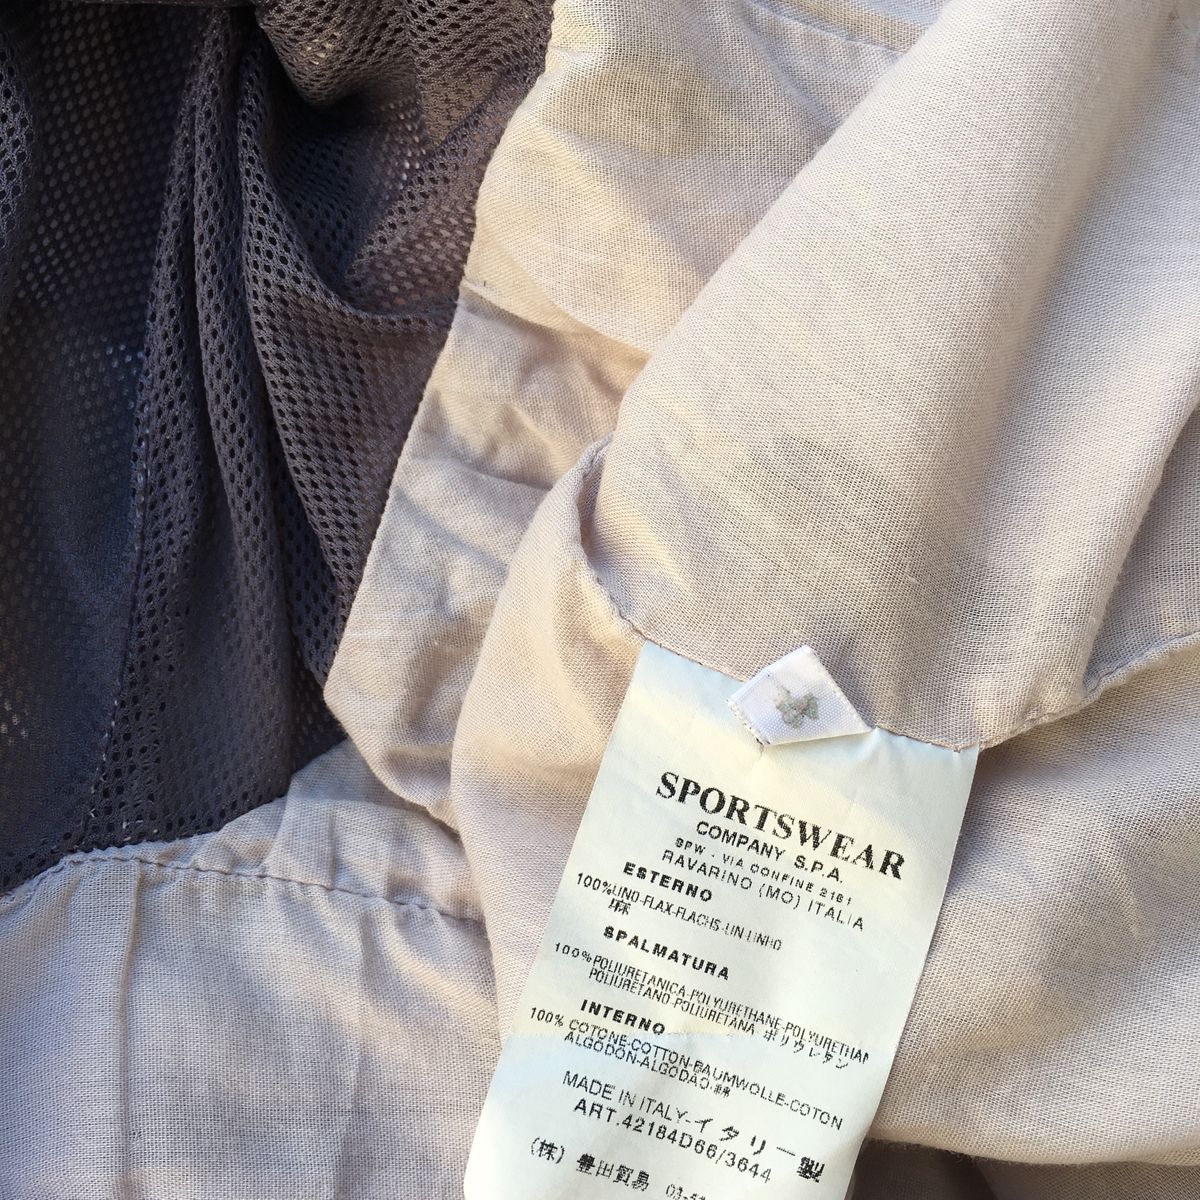 SPORTSWEAR
COMPANY S.P.A.
SPW - VIA CONFINE 2161
RAVARINO (MO) ITALIA
ESTERNO
100%LINO-FLAX-FLACHS-LIN LINHO
麻
SPALMATURA
100%POLIURETANICA-POLYURETHANE-POLYURETHAN
POLIURETANO-POLIURETANA ポリウレタン
INTERNO
100% COTONE-COTTON-BAUMWOLLE-COTON
ALGODON-ALGODAO-綿
MADE IN ITALY-イタリー製
ART.42184D66/3644
(株) 豊田貿易 03-